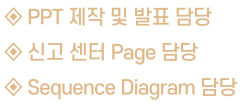 ◈ PPT 제작 및 발표 담당
◈ 신고 센터 Page 담당
◈ Sequence Diagram 담당